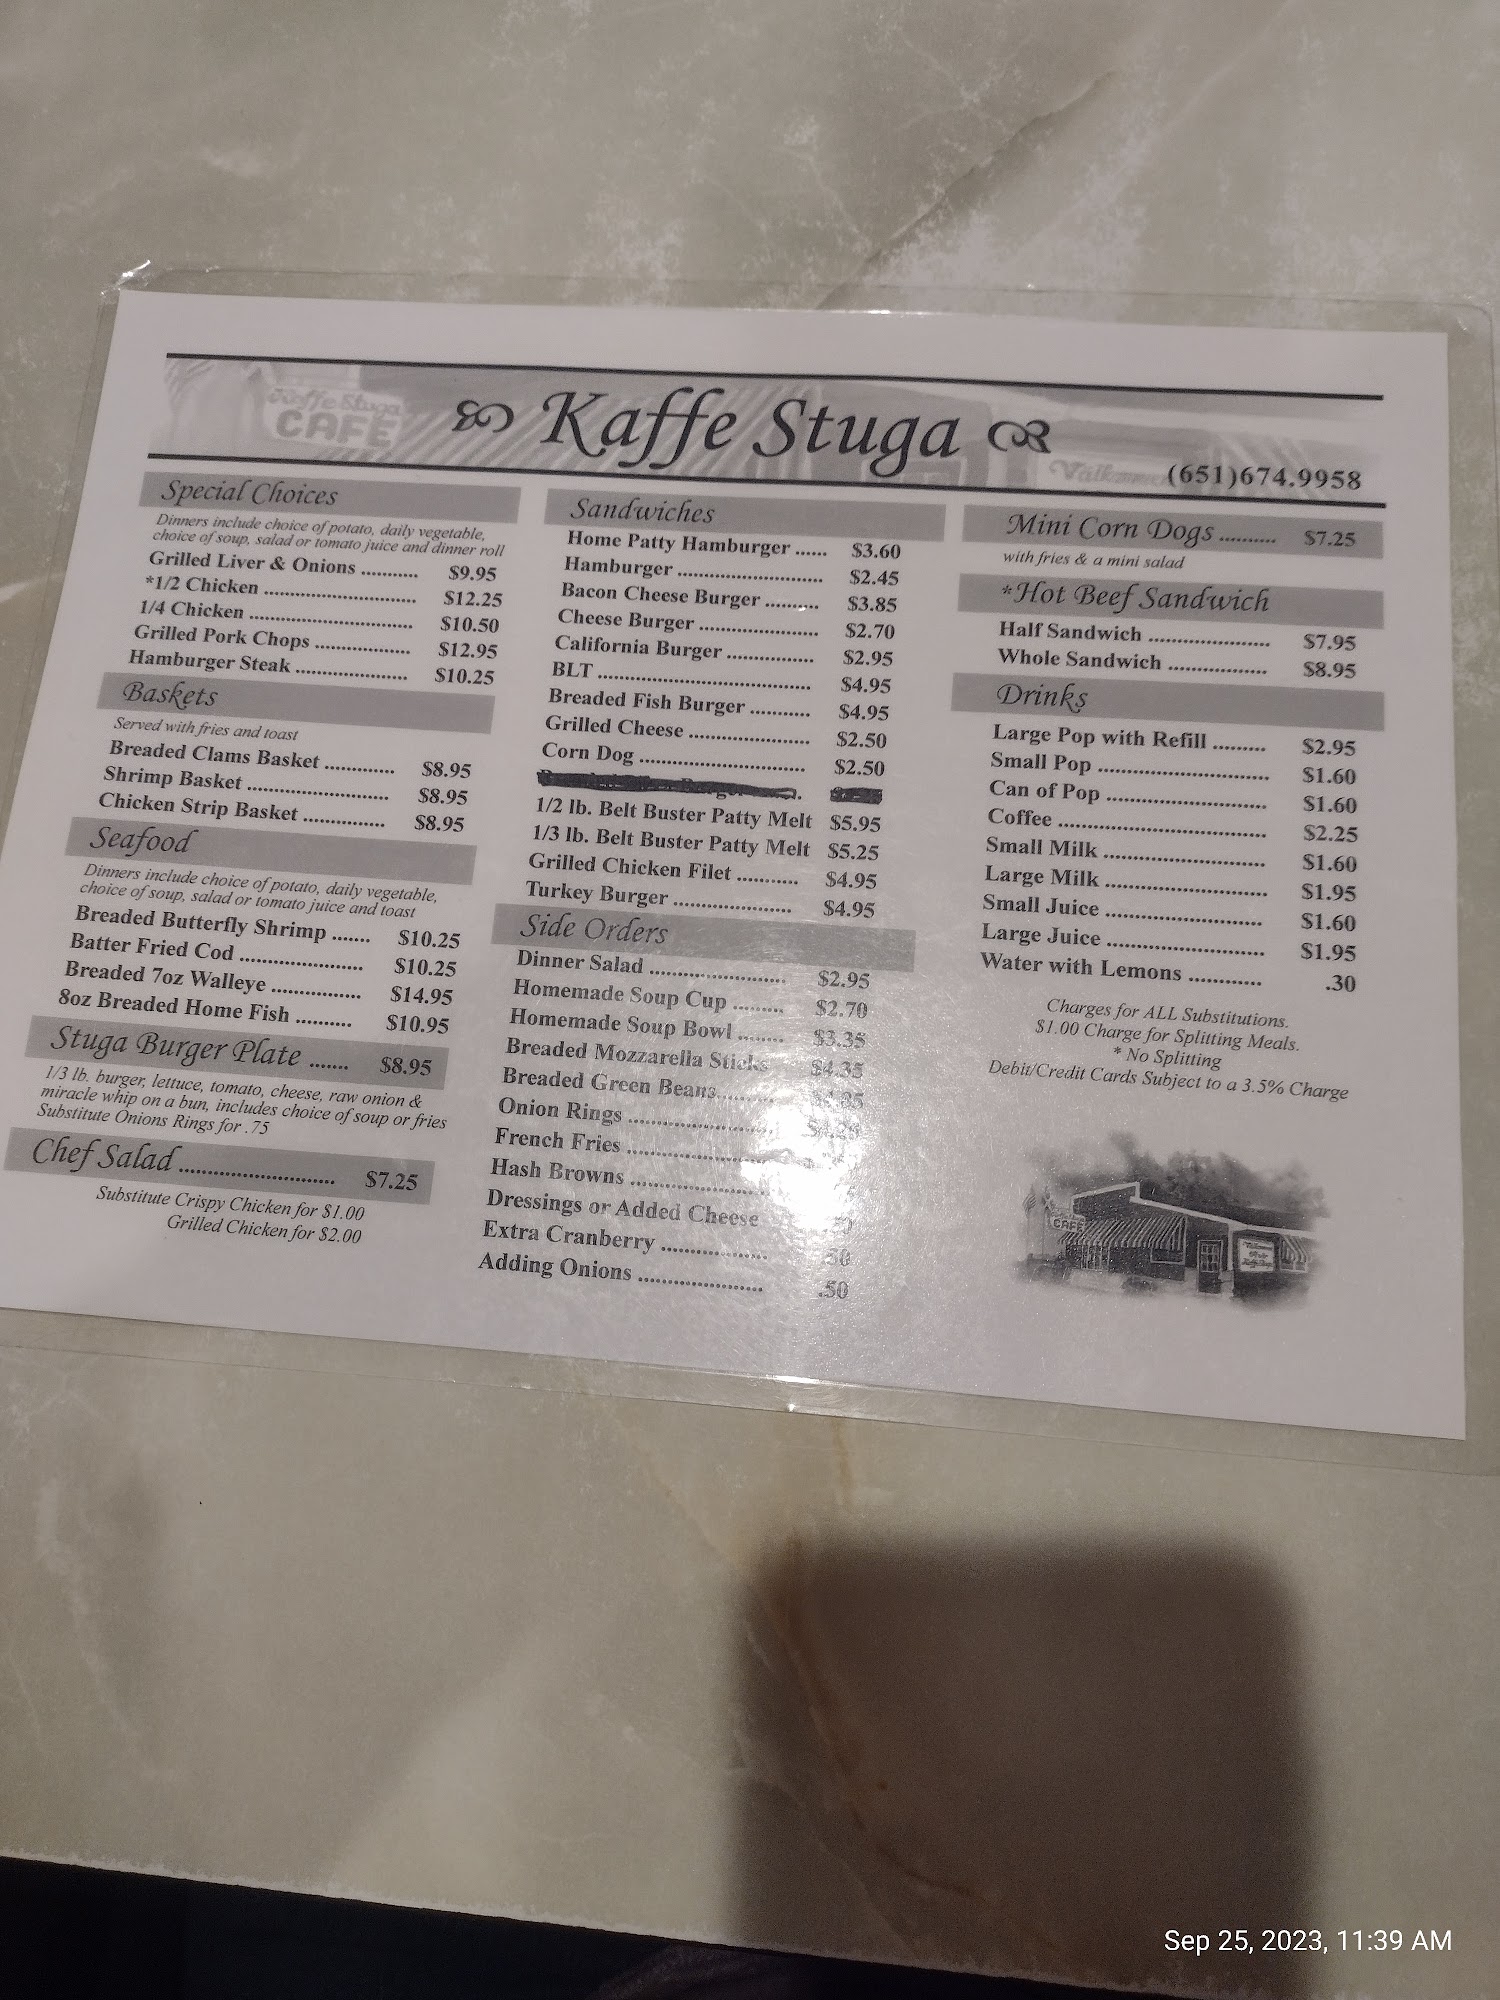 Kaffe Stuga
CAFE
Kaffe Stuga
(651)674.9958
Special Choices
Dinners include choice of potato, daily vegetable,
choice of soup, salad or tomato juice and dinner roll
Grilled Liver & Onions ........... $9.95
*1/2 Chicken ............................. $12.25
1/4 Chicken ............................... $10.50
Grilled Pork Chops .................. $12.95
Hamburger Steak ..................... $10.25
Baskets
Served with fries and toast
Breaded Clams Basket ............. $8.95
Shrimp Basket .......................... $8.95
Chicken Strip Basket ............... $8.95
Seafood
Dinners include choice of potato, daily vegetable,
choice of soup, salad or tomato juice and toast
Breaded Butterfly Shrimp ....... $10.25
Batter Fried Cod ....................... $10.25
Breaded 7oz Walleye ................ $14.95
8oz Breaded Home Fish .......... $10.95
Stuga Burger Plate ....... $8.95
1/3 lb. burger, lettuce, tomato, cheese, raw onion &
miracle whip on a bun, includes choice of soup or fries
Substitute Onions Rings for .75
Chef Salad ............................ $7.25
Substitute Crispy Chicken for $1.00
Grilled Chicken for $2.00
Sandwiches
Home Patty Hamburger ...... $3.60
Hamburger ............................ $2.45
Bacon Cheese Burger .......... $3.85
Cheese Burger ...................... $2.70
California Burger ................ $2.95
BLT ........................................ $4.95
Breaded Fish Burger ........... $4.95
Grilled Cheese ..................... $2.50
Corn Dog .............................. $2.50
1/2 lb. Belt Buster Patty Melt $5.95
1/3 lb. Belt Buster Patty Melt $5.25
Grilled Chicken Filet ........... $4.95
Turkey Burger ..................... $4.95
Side Orders
Dinner Salad ........................ $2.95
Homemade Soup Cup ......... $2.70
Homemade Soup Bowl ........ $3.35
Breaded Mozzarella Sticks $4.35
Breaded Green Beans
Onion Rings
French Fries
Hash Browns
Dressings or Added Cheese
Extra Cranberry ................... .50
Adding Onions ..................... .50
Mini Corn Dogs .......... $7.25
with fries & a mini salad
*Hot Beef Sandwich
Half Sandwich ..................... $7.95
Whole Sandwich ................. $8.95
Drinks
Large Pop with Refill ......... $2.95
Small Pop ............................. $1.60
Can of Pop ........................... $1.60
Coffee ................................... $2.25
Small Milk ........................... $1.60
Large Milk ........................... $1.95
Small Juice .......................... $1.60
Large Juice .......................... $1.95
Water with Lemons ............. .30
Charges for ALL Substitutions.
$1.00 Charge for Splitting Meals.
* No Splitting
Debit/Credit Cards Subject to a 3.5% Charge
CAFE
Sep 25, 2023, 11:39 AM